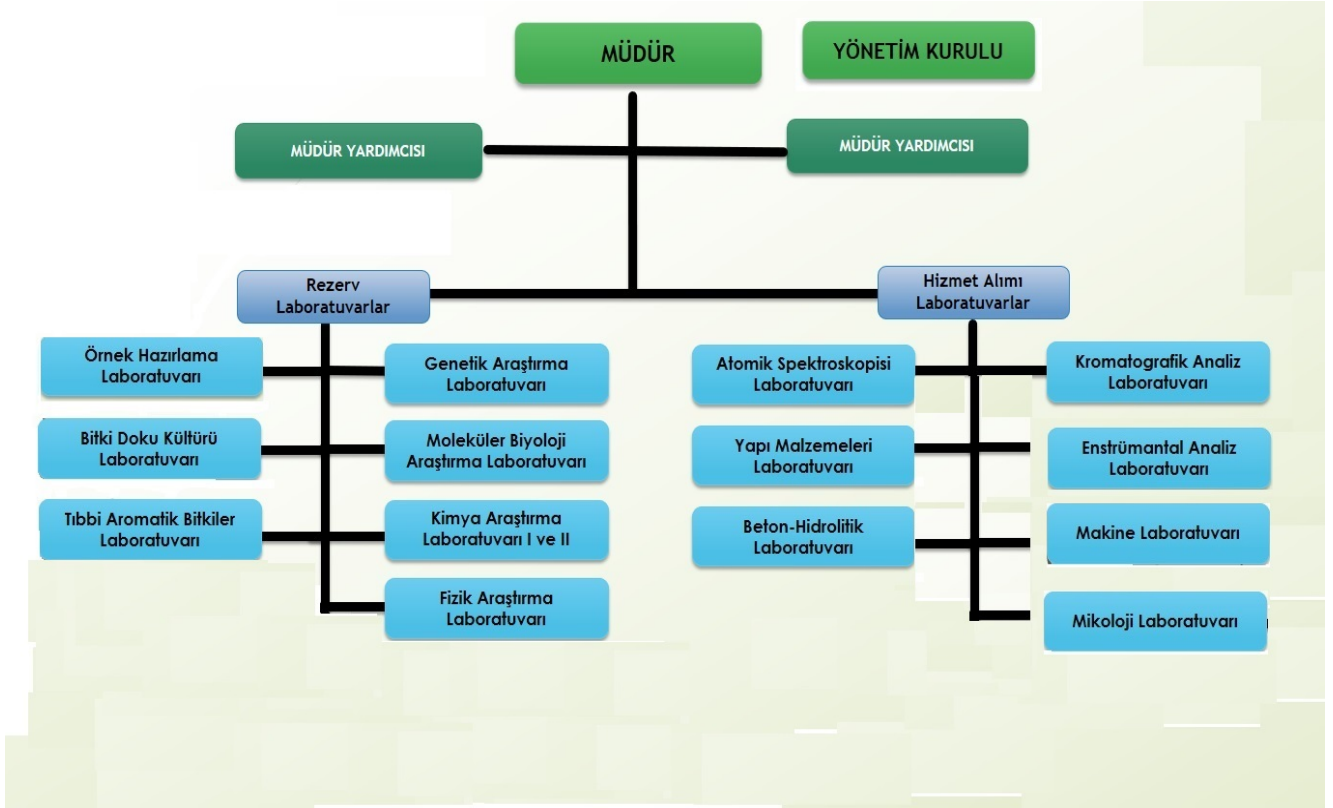 MÜDÜR
YÖNETİM KURULU
MÜDÜR YARDIMCISI
MÜDÜR YARDIMCISI
Rezerv
Laboratuvarlar
Hizmet Alımı
Laboratuvarlar
Örnek Hazırlama
Laboratuvarı
Genetik Araştırma
Laboratuvarı
Bitki Doku Kültürü
Laboratuvarı
Moleküler Biyoloji
Araştırma Laboratuvarı
Tıbbi Aromatik Bitkiler
Laboratuvarı
Kimya Araştırma
Laboratuvarı I ve II
Fizik Araştırma
Laboratuvarı
Atomik Spektroskopisi
Laboratuvarı
Kromatografik Analiz
Laboratuvarı
Yapı Malzemeleri
Laboratuvarı
Enstrümantal Analiz
Laboratuvarı
Beton-Hidrolitik
Laboratuvarı
Makine Laboratuvarı
Mikoloji Laboratuvarı